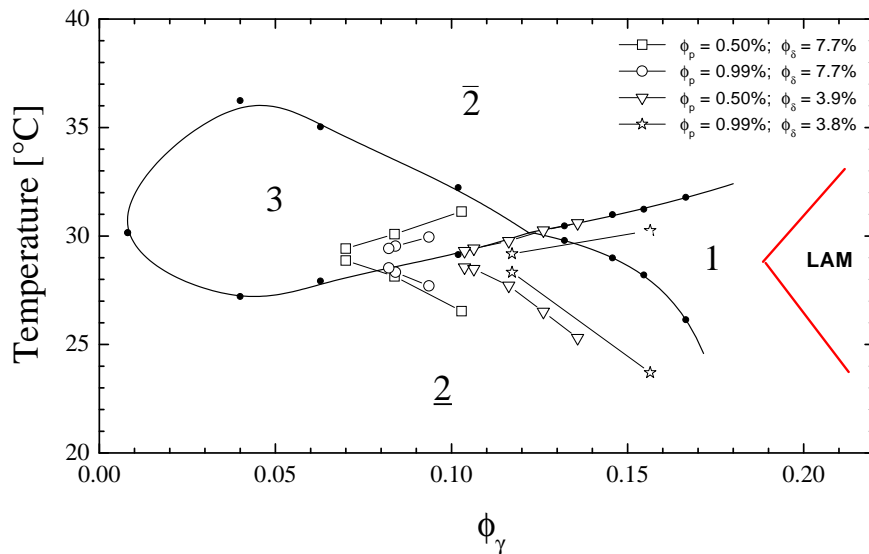 ϕp = 0.50%; ϕδ = 7.7%
ϕp = 0.99%; ϕδ = 7.7%
ϕp = 0.50%; ϕδ = 3.9%
ϕp = 0.99%; ϕδ = 3.8%
40
35
30
25
20
Temperature [°C]
2̅
3
1
LAM
2̲
0.00
0.05
0.10
0.15
0.20
ϕγ